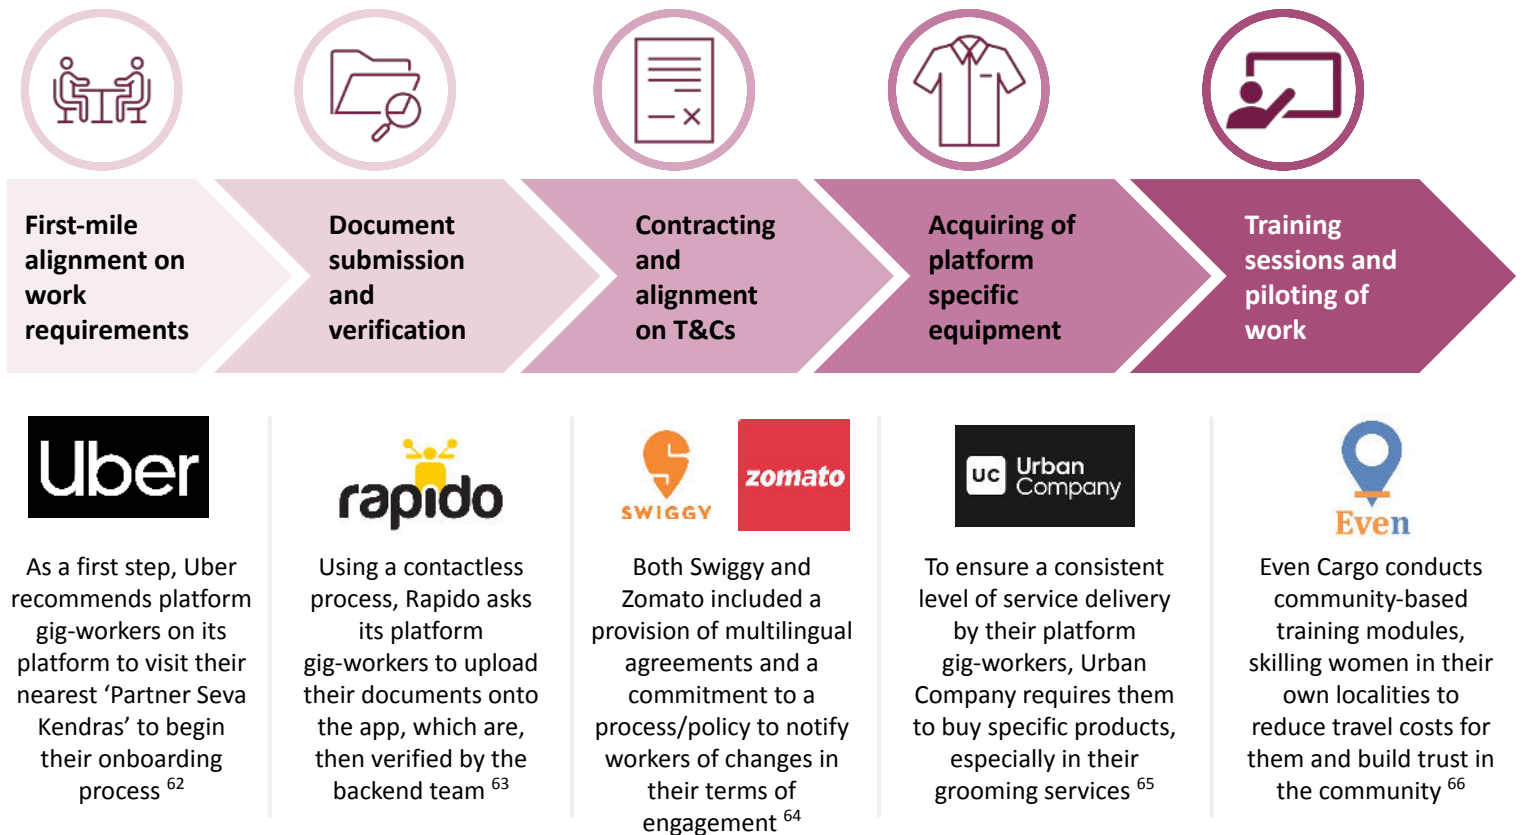 First-mile
alignment on
work
requirements
Document
submission
and
verification
Contracting
and
alignment
on T&Cs
Acquiring of
platform
specific
equipment
Training
sessions and
piloting of
work
Uber
As a first step, Uber
recommends platform
gig-workers on its
platform to visit their
nearest ‘Partner Seva
Kendras’ to begin
their onboarding
process 62
rapido
Using a contactless
process, Rapido asks
its platform
gig-workers to upload
their documents onto
the app, which are,
then verified by the
backend team 63
SWIGGY
zomato
Both Swiggy and
Zomato included a
provision of multilingual
agreements and a
commitment to a
process/policy to notify
workers of changes in
their terms of
engagement 64
UC
Urban
Company
To ensure a consistent
level of service delivery
by their platform
gig-workers, Urban
Company requires them
to buy specific products,
especially in their
grooming services 65
Even
Even Cargo conducts
community-based
training modules,
skilling women in their
own localities to
reduce travel costs for
them and build trust in
the community 66